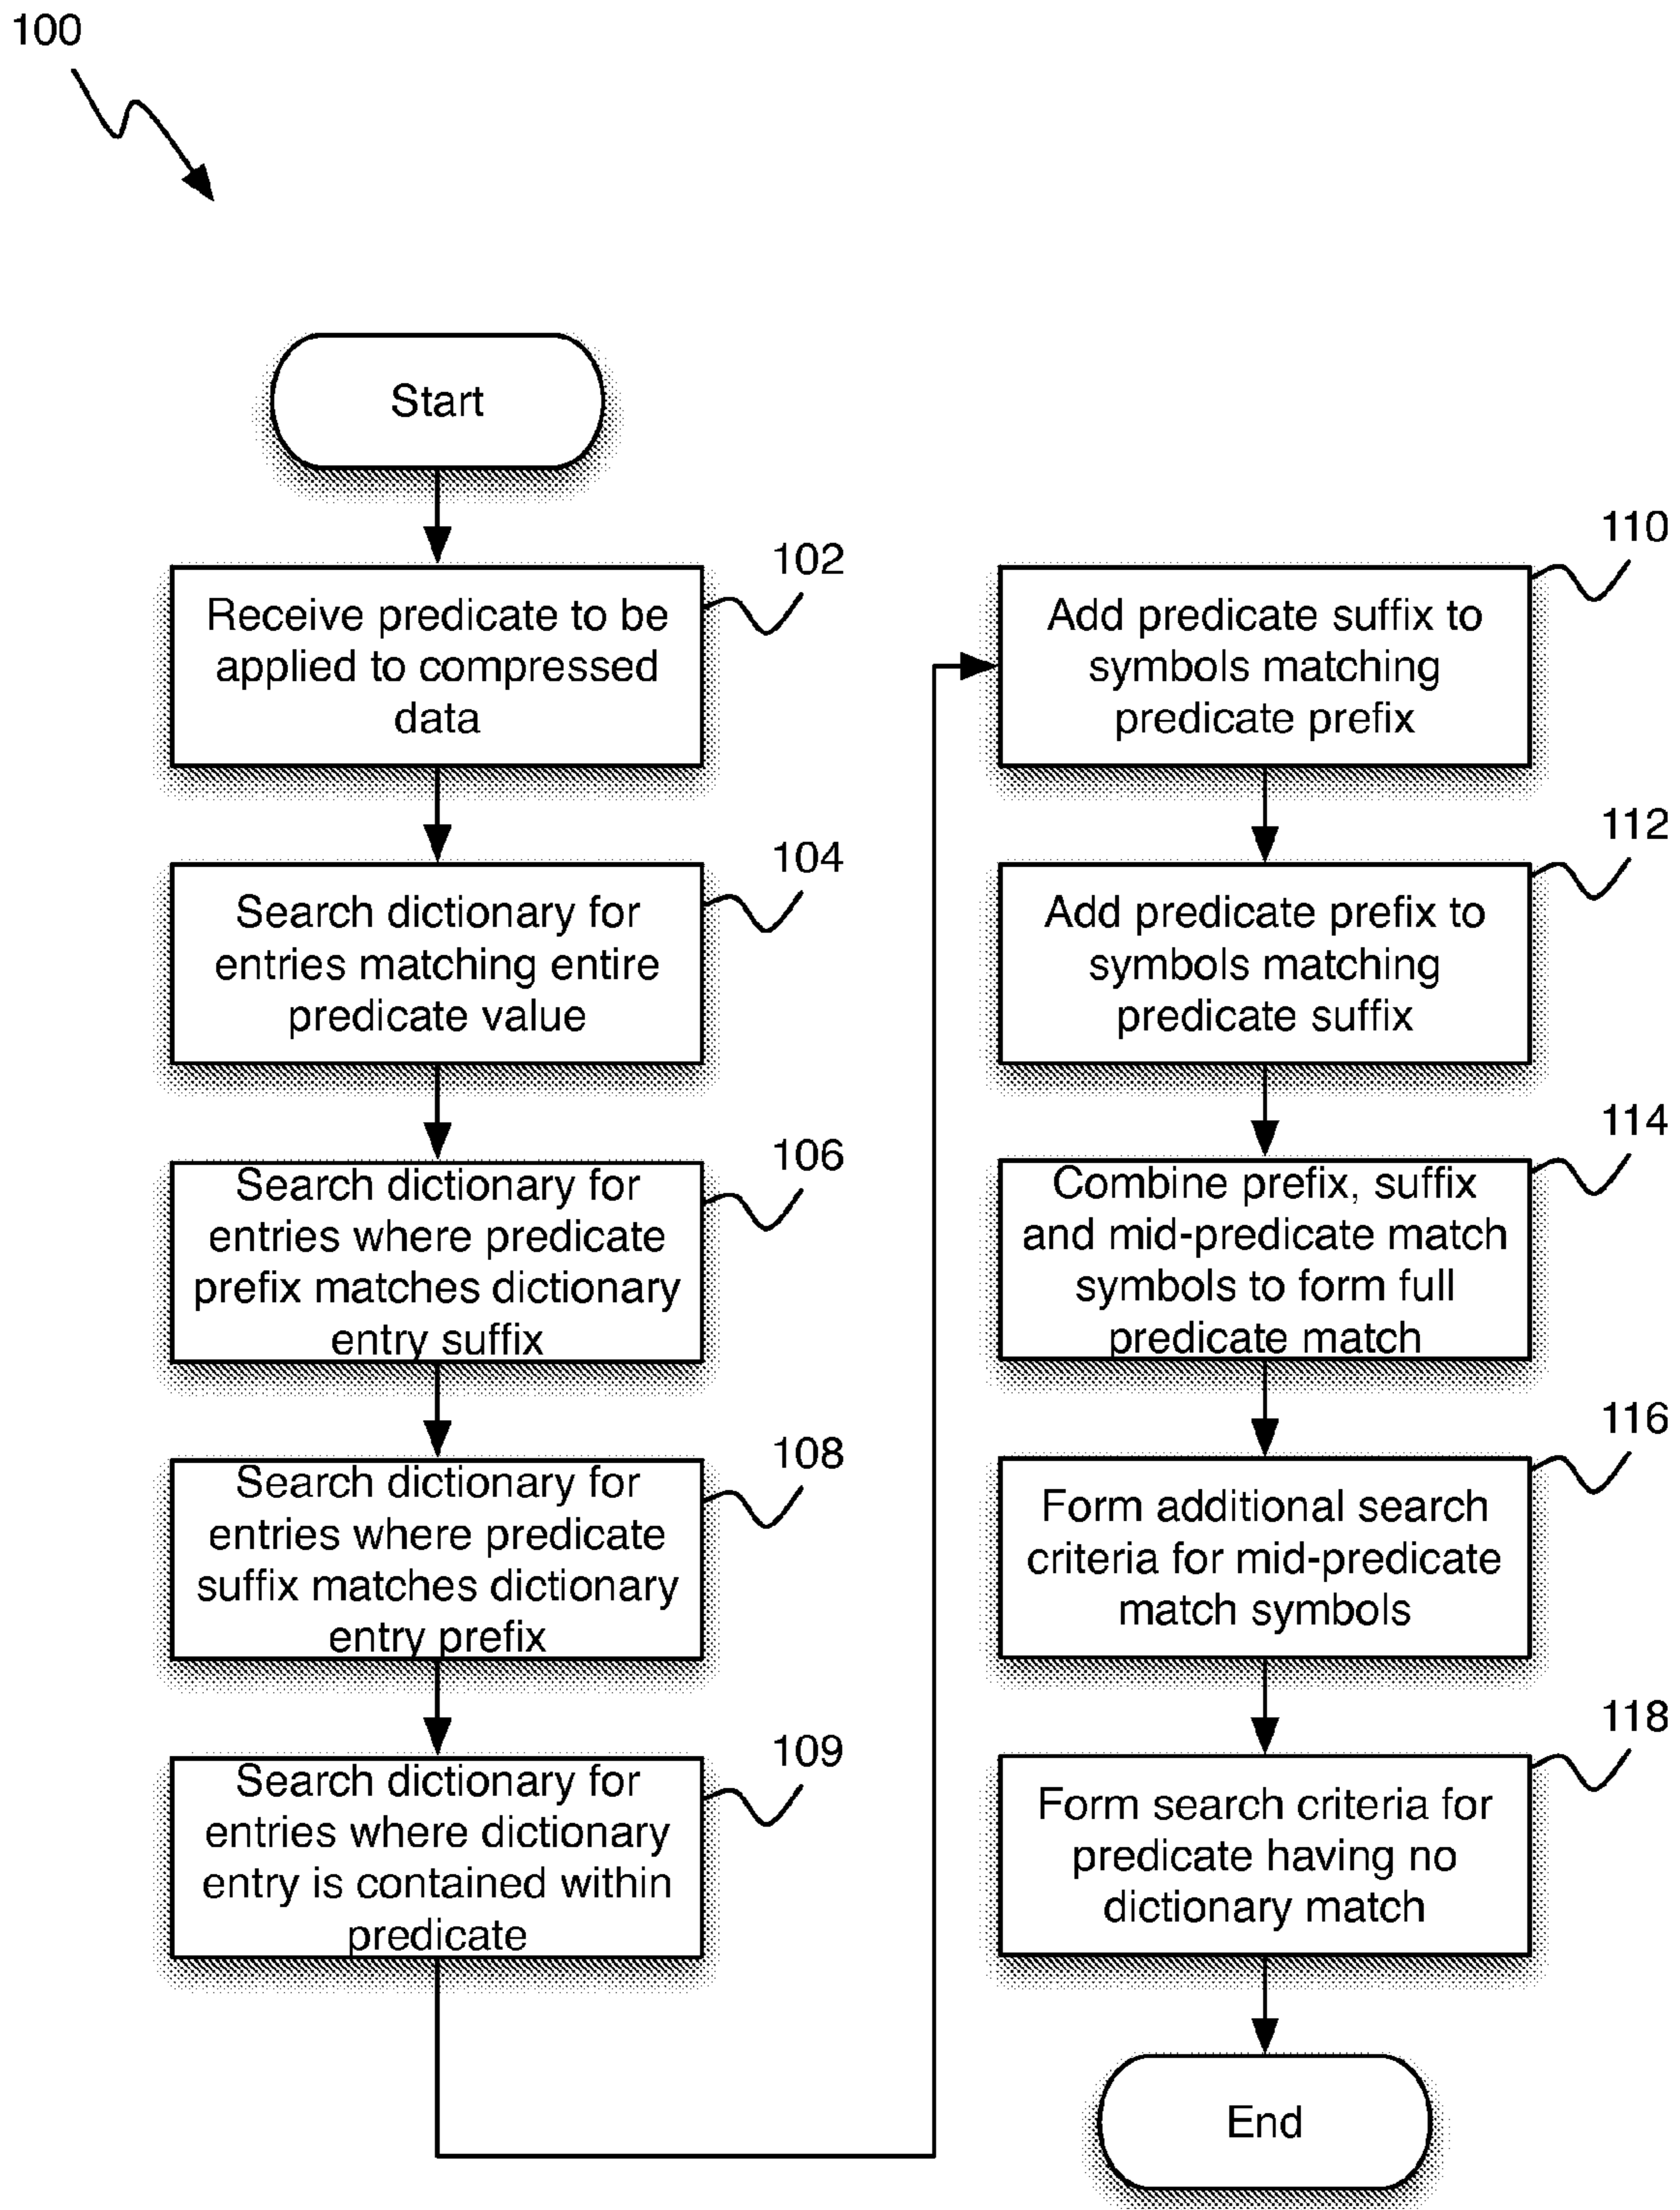 100
Start
102
Receive predicate to be
applied to compressed
data
104
Search dictionary for
entries matching entire
predicate value
106
Search dictionary for
entries where predicate
prefix matches dictionary
entry suffix
108
Search dictionary for
entries where predicate
suffix matches dictionary
entry prefix
109
Search dictionary for
entries where dictionary
entry is contained within
predicate
110
Add predicate suffix to
symbols matching
predicate prefix
112
Add predicate prefix to
symbols matching
predicate suffix
114
Combine prefix, suffix
and mid-predicate match
symbols to form full
predicate match
116
Form additional search
criteria for mid-predicate
match symbols
118
Form search criteria for
predicate having no
dictionary match
End